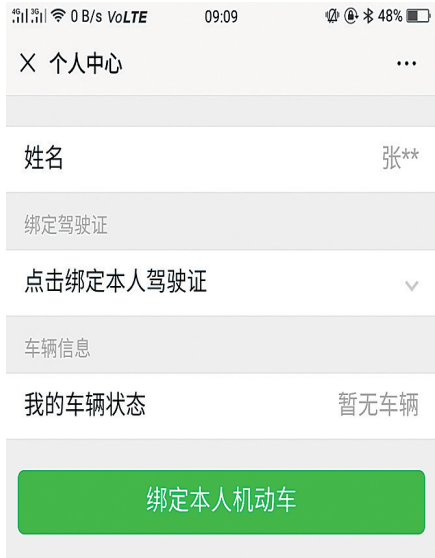 4G 3G 0 B/s VoLTE 09:09 48%
个人中心
姓名 张**
绑定驾驶证
点击绑定本人驾驶证
车辆信息
我的车辆状态 暂无车辆
绑定本人机动车